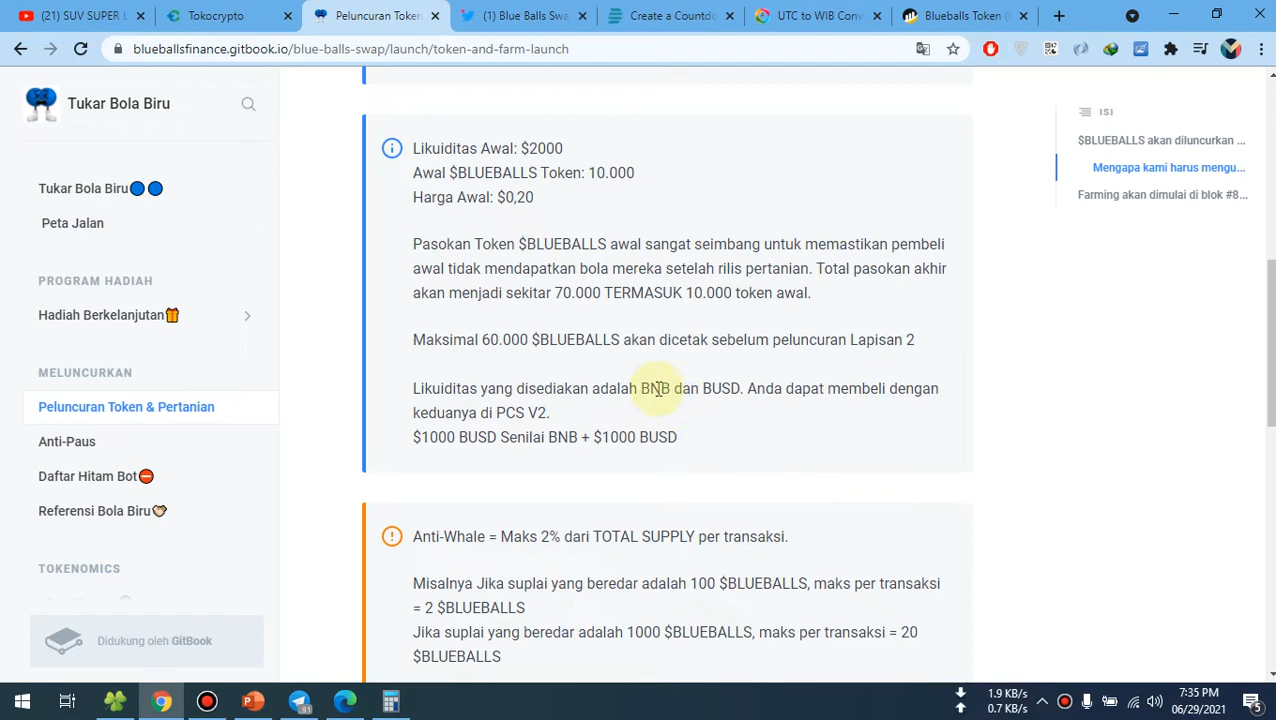 (1) SUV SUPER L
Tokocrypto
Peluncuran Token
(1) Blue Balls Swap
Create a Countdo
UTC to WIB Conv
Blueballs Token (
blueballsfinance.gitbook.io/blue-balls-swap/launch/token-and-farm-launch
Tukar Bola Biru
Tukar Bola Biru
Peta Jalan
PROGRAM HADIAH
Hadiah Berkelanjutan
MELUNCURKAN
Peluncuran Token & Pertanian
Anti-Paus
Daftar Hitam Bot
Referensi Bola Biru
TOKENOMICS
Didukung oleh GitBook
Likuiditas Awal: $2000
Awal $BLUEBALLS Token: 10.000
Harga Awal: $0,20
Pasokan Token $BLUEBALLS awal sangat seimbang untuk memastikan pembeli
awal tidak mendapatkan bola mereka setelah rilis pertanian. Total pasokan akhir
akan menjadi sekitar 70.000 TERMASUK 10.000 token awal.
Maksimal 60.000 $BLUEBALLS akan dicetak sebelum peluncuran Lapisan 2
Likuiditas yang disediakan adalah BNB dan BUSD. Anda dapat membeli dengan
keduanya di PCS V2.
$1000 BUSD Senilai BNB + $1000 BUSD
Anti-Whale = Maks 2% dari TOTAL SUPPLY per transaksi.
Misalnya Jika suplai yang beredar adalah 100 $BLUEBALLS, maks per transaksi
= 2 $BLUEBALLS
Jika suplai yang beredar adalah 1000 $BLUEBALLS, maks per transaksi = 20
$BLUEBALLS
ISI
$BLUEBALLS akan diluncurkan ...
Mengapa kami harus mengu...
Farming akan dimulai di blok #8...
91
1.9 KB/s
0.7 KB/s
7:35 PM
06/29/2021
5